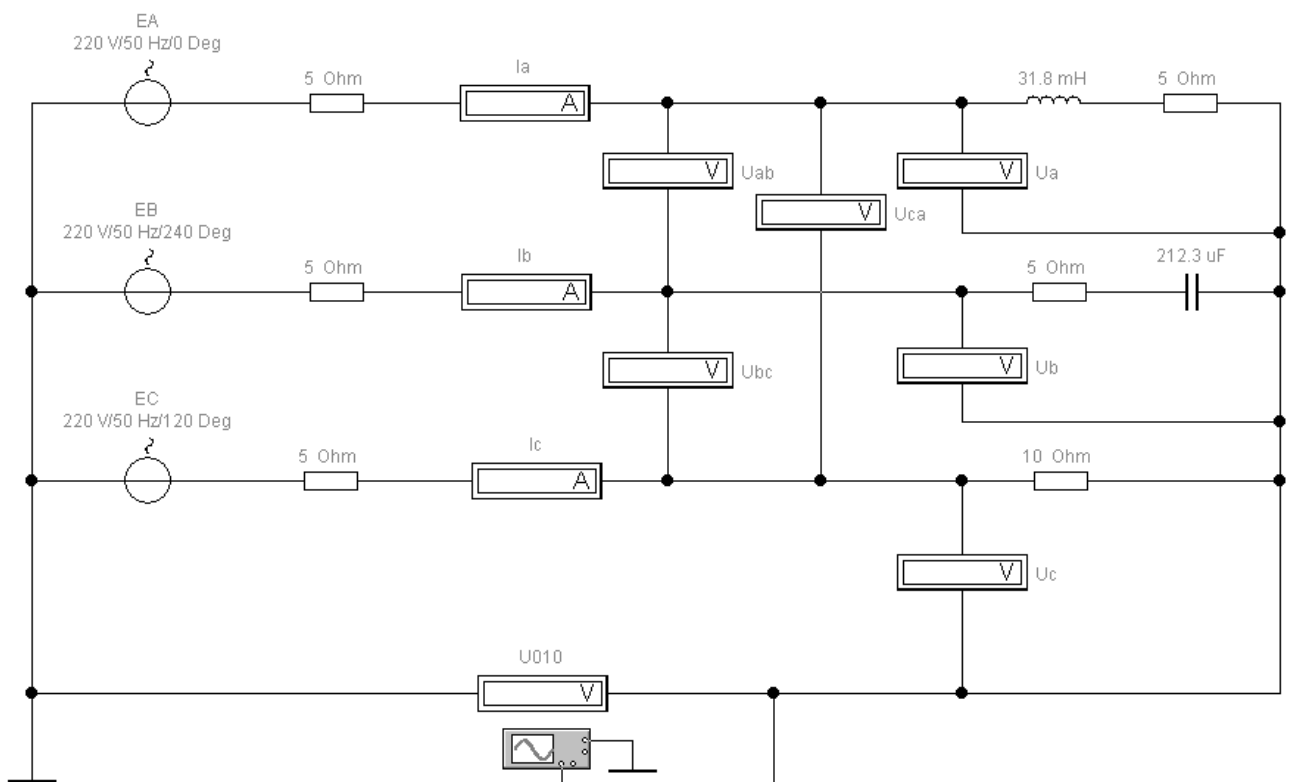 EA
220 V/50 Hz/0 Deg
5 Ohm
Ia
A
31.8 mH
5 Ohm
V
Uab
V
Ua
V
Uca
EB
220 V/50 Hz/240 Deg
5 Ohm
Ib
A
5 Ohm
212.3 uF
V
Ubc
V
Ub
EC
220 V/50 Hz/120 Deg
5 Ohm
Ic
A
10 Ohm
V
Uc
U010
V